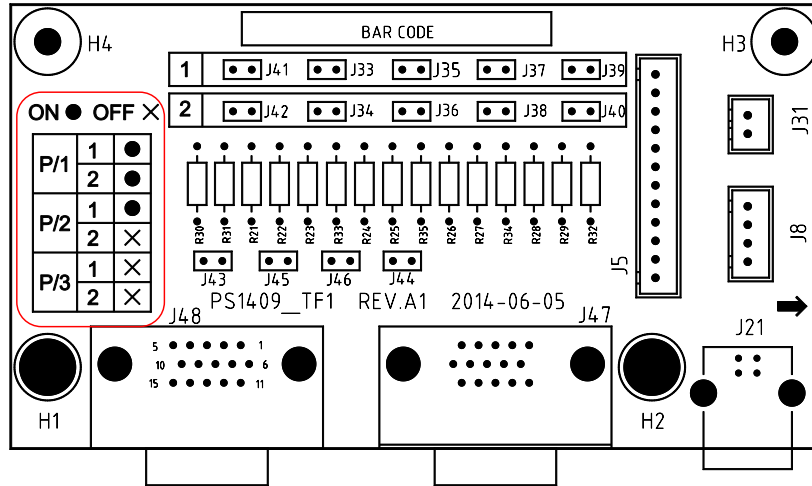 BAR CODE
H4
H3
1 J41 J33 J35 J37 J39
2 J42 J34 J36 J38 J40
J31
ON OFF
P/1 1
2
P/2 1
2
P/3 1
2
R30 R31 R21 R22 R23 R33 R24 R25 R35 R26 R27 R34 R28 R29 R32
J5
J8
J43 J45 J46 J44
PS1409__TF1 REV.A1 2014-06-05
J48
J47
J21
5 1
10 6
15 11
H1
H2